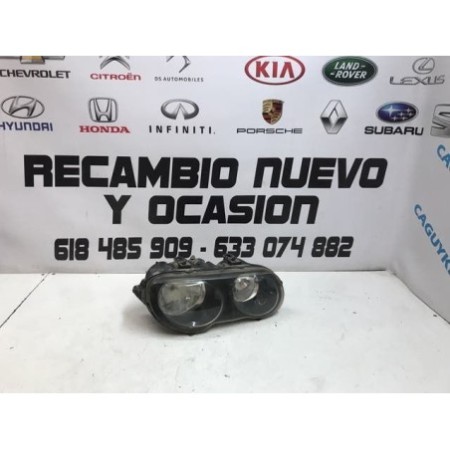 CHEVROLET
CITROËN
DS AUTOMOBILES
KIA
LAND-
ROVER
LEXUS
HYUNDAI
HONDA
INFINITI
PORSCHE
SUBARU
RECAMBIO NUEVO
Y OCASION
618 485 909 - 633 074 882